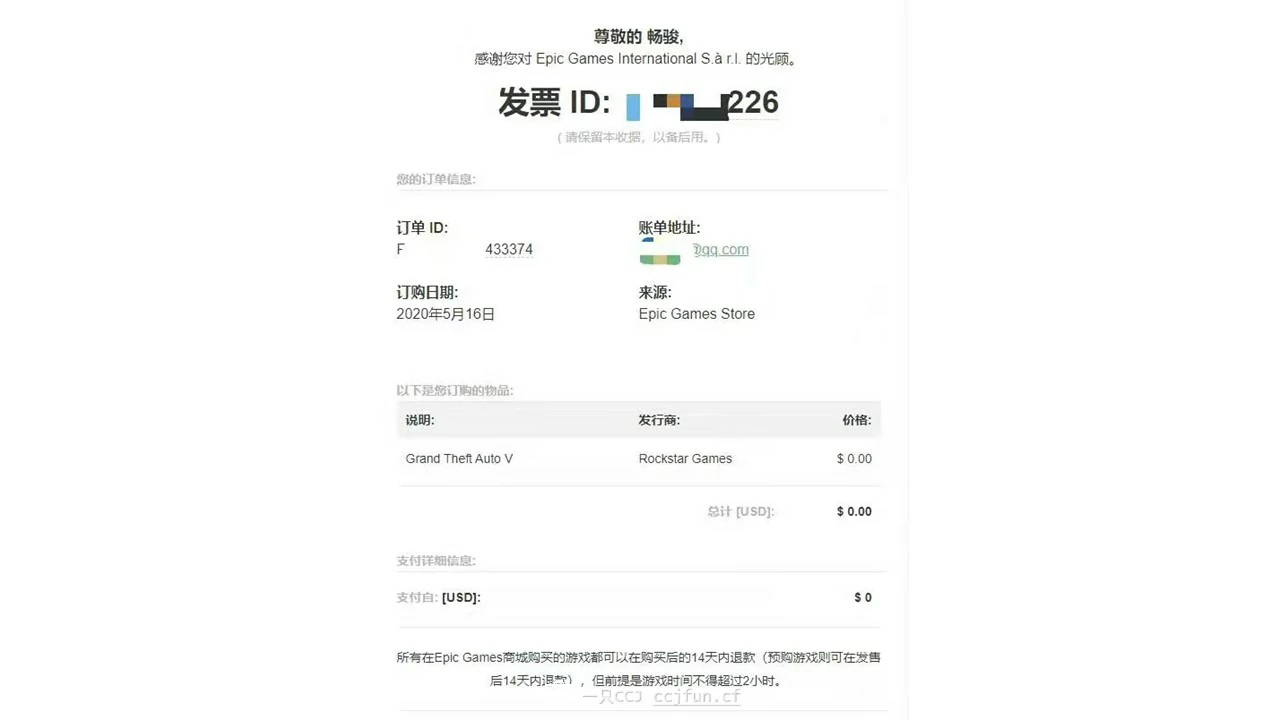 尊敬的 畅骏,
感谢您对 Epic Games International S.à r.l. 的光顾。
发票 ID: 226
( 请保留本收据，以备后用。)
您的订单信息:
订单 ID:
F 433374
账单地址:
@qq.com
订购日期:
2020年5月16日
来源:
Epic Games Store
以下是您订购的物品:
说明: 发行商: 价格:
Grand Theft Auto V Rockstar Games $ 0.00
总计 [USD]: $ 0.00
支付详细信息:
支付自: [USD]: $ 0
所有在Epic Games商城购买的游戏都可以在购买后的14天内退款（预购游戏则可在发售
后14天内退款），但前提是游戏时间不得超过2小时。
一只CCJ ccjfun.cf